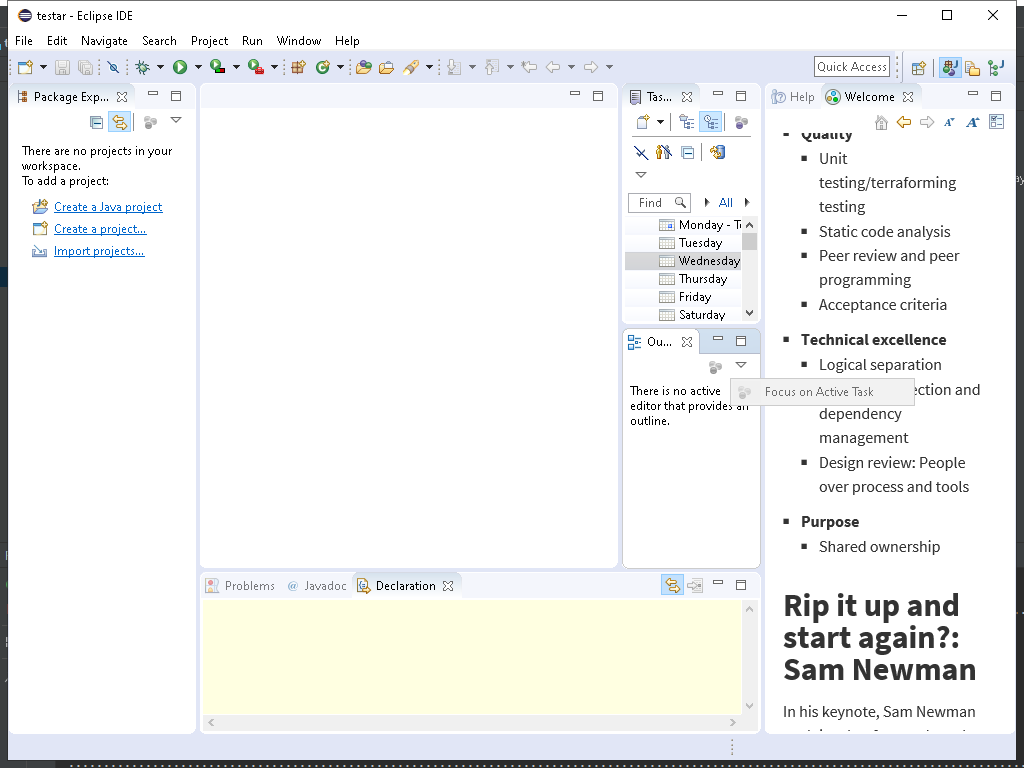 testar - Eclipse IDE
File Edit Navigate Search Project Run Window Help
Quick Access
Package Exp...
There are no projects in your
workspace.
To add a project:
Create a Java project
Create a project...
Import projects...
Tas...
Find
All
Monday - T
Tuesday
Wednesday
Thursday
Friday
Saturday
Ou...
There is no active
editor that provides an
outline.
Focus on Active Task
Problems @ Javadoc Declaration
Help Welcome
Quality
Unit
testing/terraforming
testing
Static code analysis
Peer review and peer
programming
Acceptance criteria
Technical excellence
Logical separation
ection and
dependency
management
Design review: People
over process and tools
Purpose
Shared ownership
Rip it up and
start again?:
Sam Newman
In his keynote, Sam Newman